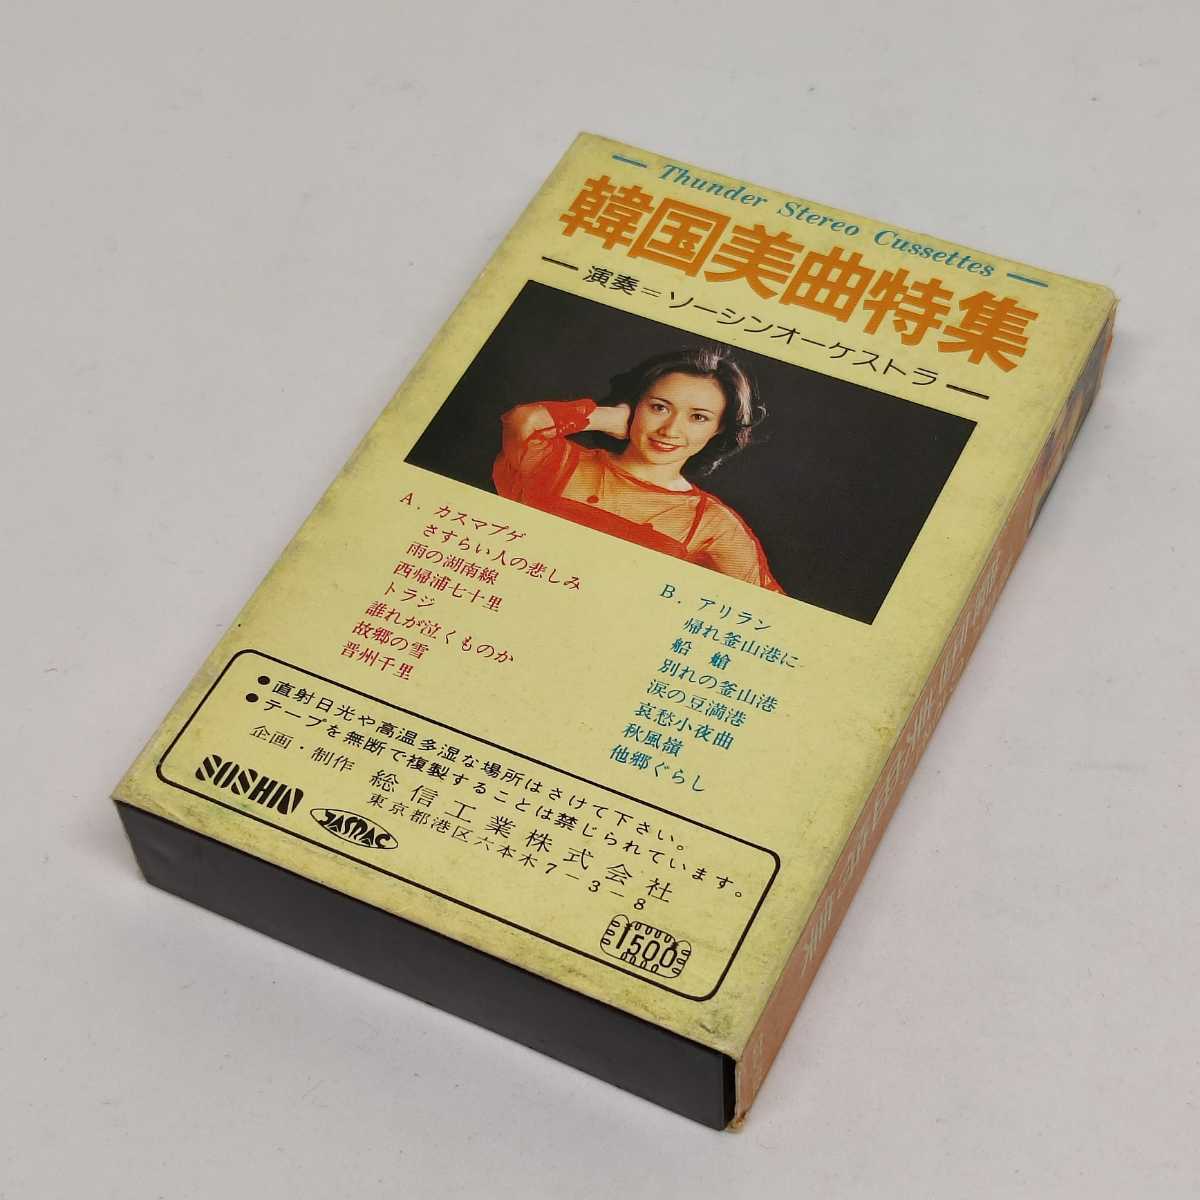 Thunder Stereo Cussettes
韓国美曲特集
演奏=ソーシンオーケストラ
A. カスマプゲ
さすらい人の悲しみ
雨の湖南線
西帰浦七十里
トラジ
誰れが泣くものか
故郷の雪
晋州千里
B. アリラン
帰れ釜山港に
船艙
別れの釜山港
涙の豆満港
哀愁小夜曲
秋風嶺
他郷ぐらし
●直射日光や高温多湿な場所はさけて下さい。
●テープを無断で複製することは禁じられています。
企画・制作 総信工業株式会社
東京都港区六本木7-3-8
SOSHIN
JASRAC
1500